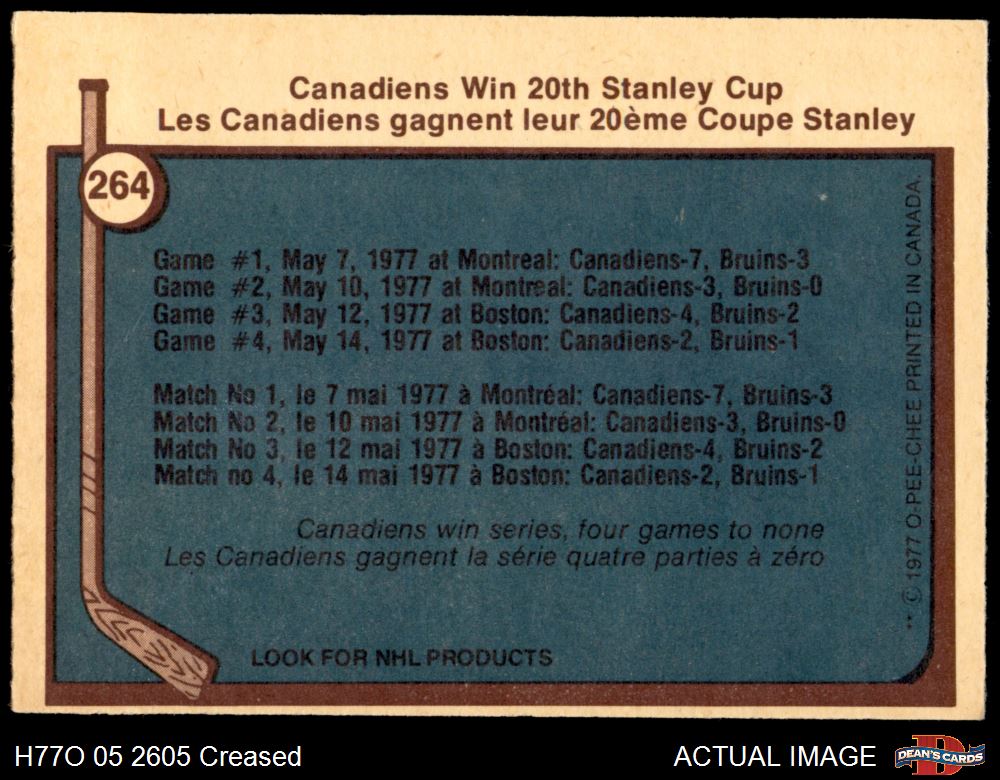 Canadiens Win 20th Stanley Cup
Les Canadiens gagnent leur 20ème Coupe Stanley
264
Game #1, May 7, 1977 at Montreal: Canadiens-7, Bruins-3
Game #2, May 10, 1977 at Montreal: Canadiens-3, Bruins-0
Game #3, May 12, 1977 at Boston: Canadiens-4, Bruins-2
Game #4, May 14, 1977 at Boston: Canadiens-2, Bruins-1
Match No 1, le 7 mai 1977 à Montréal: Canadiens-7, Bruins-3
Match No 2, le 10 mai 1977 à Montréal: Canadiens-3, Bruins-0
Match No 3, le 12 mai 1977 à Boston: Canadiens-4, Bruins-2
Match no 4, le 14 mai 1977 à Boston: Canadiens-2, Bruins-1
Canadiens win series, four games to none
Les Canadiens gagnent la série quatre parties à zéro
LOOK FOR NHL PRODUCTS
** © 1977 O-PEE-CHEE PRINTED IN CANADA.
H77O 05 2605 Creased
ACTUAL IMAGE
DEAN'S CARDS